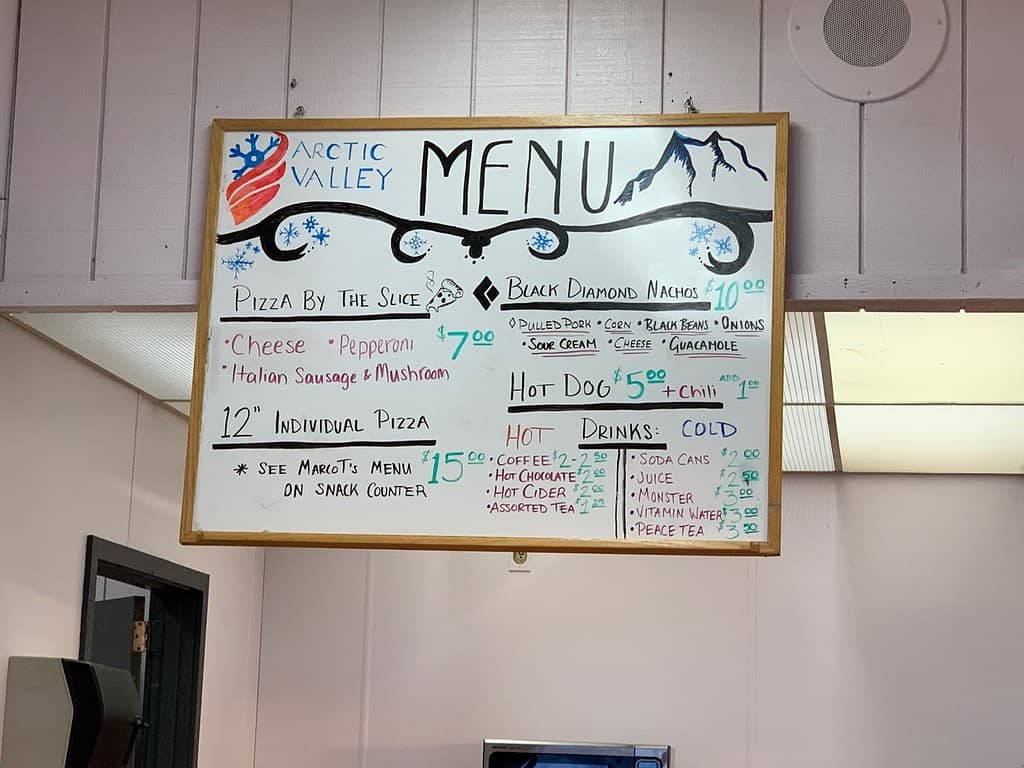 ARCTIC
VALLEY
MENU
PIZZA BY THE SLICE
• Cheese • Pepperoni $7.00
• Italian Sausage & Mushroom
12" INDIVIDUAL PIZZA
* SEE MARCOT'S MENU $15.00
ON SNACK COUNTER
BLACK DIAMOND NACHOS $10.00
◊ PULLED PORK • CORN • BLACK BEANS • ONIONS
• SOUR CREAM • CHEESE • GUACAMOLE
HOT DOG $5.00 + Chili ADD 1.00
HOT DRINKS: COLD
• COFFEE $2 - 2.50
• HOT CHOCOLATE $2.00
• HOT CIDER $2.00
• ASSORTED TEA $1.25
• SODA CANS $2.00
• JUICE $2.50
• MONSTER $3.00
• VITAMIN WATER $3.00
• PEACE TEA $3.50